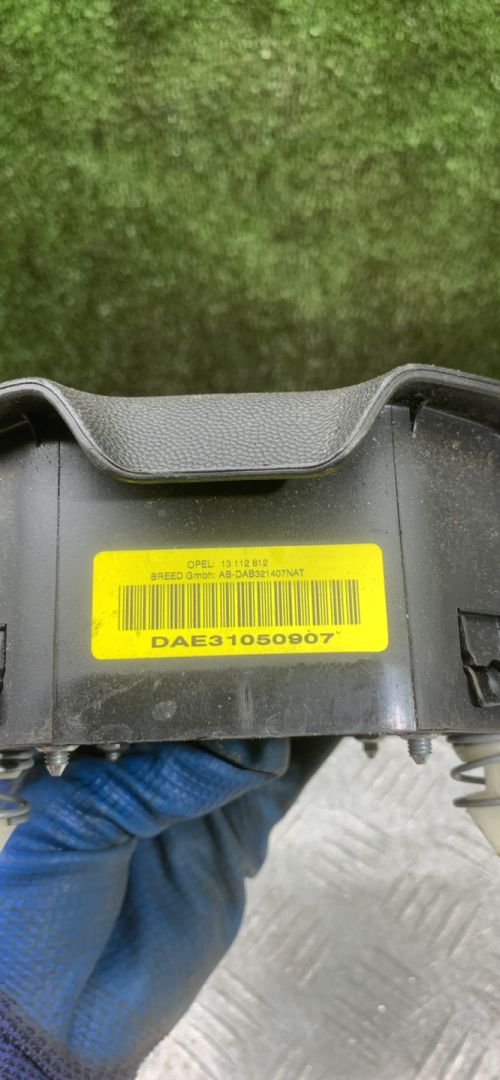 OPEL: 13 112 812
BREED Gmbh: AB-DAB321407NAT
DAE31050907